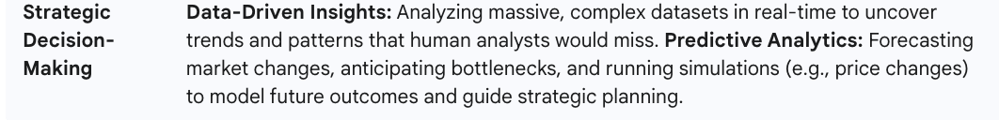 Strategic
Decision-
Making
Data-Driven Insights: Analyzing massive, complex datasets in real-time to uncover
trends and patterns that human analysts would miss. Predictive Analytics: Forecasting
market changes, anticipating bottlenecks, and running simulations (e.g., price changes)
to model future outcomes and guide strategic planning.